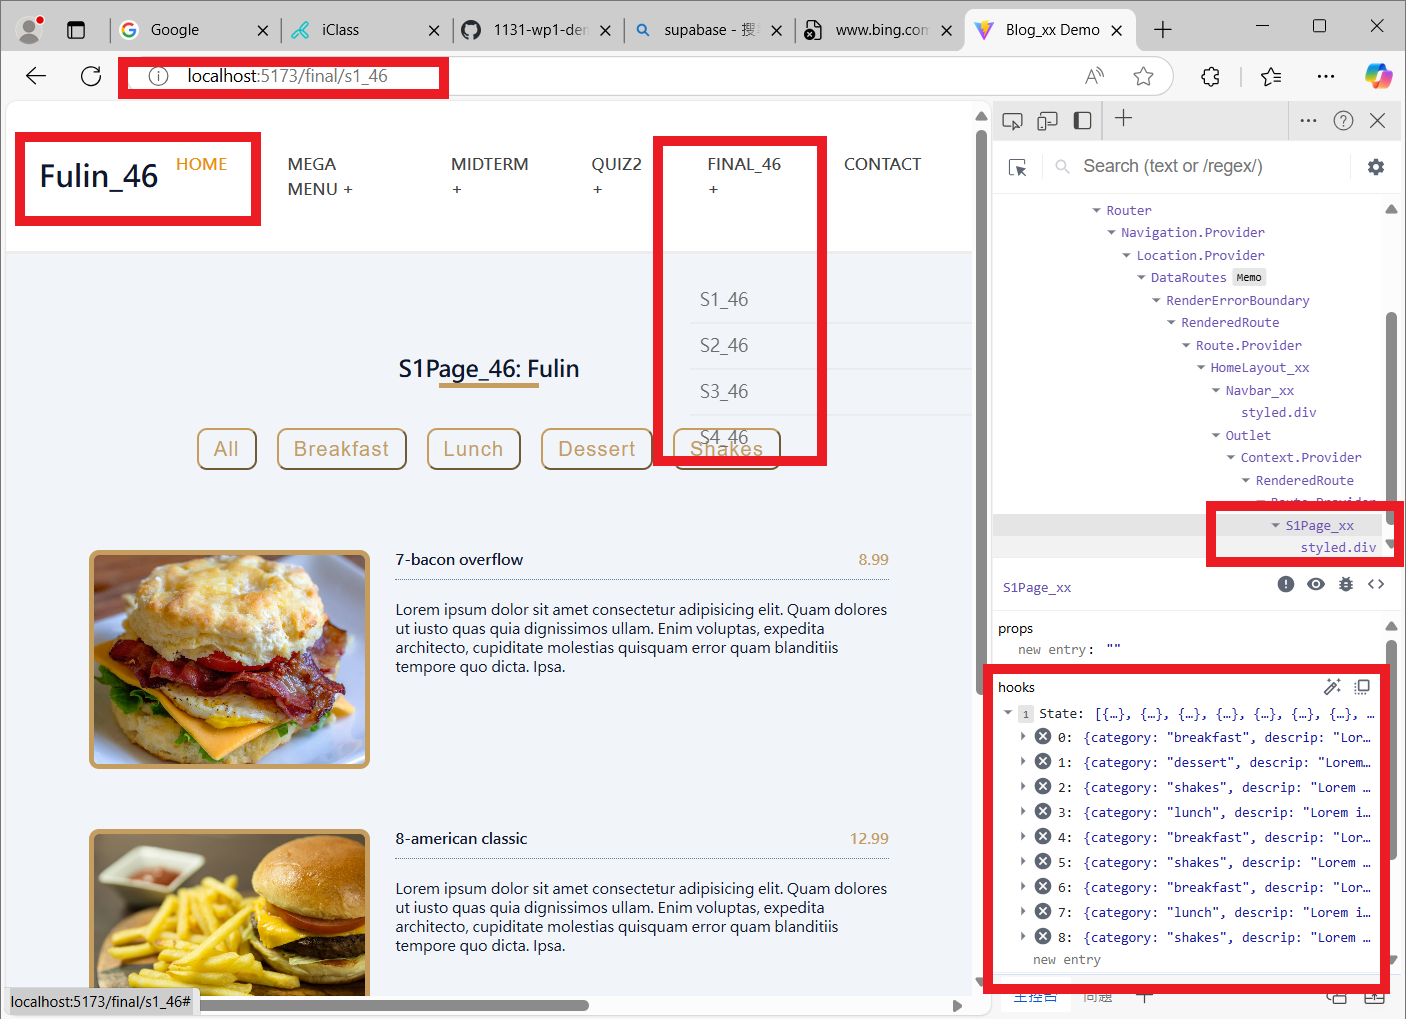 Google
iClass
1131-wp1-der
supabase - 搜
www.bing.com
Blog_xx Demo
localhost:5173/final/s1_46
Fulin_46
HOME
MEGA
MENU +
MIDTERM
+
QUIZ2
+
FINAL_46
+
CONTACT
S1_46
S2_46
S3_46
S4_46
S1Page_46: Fulin
All
Breakfast
Lunch
Dessert
Shakes
7-bacon overflow
8.99
Lorem ipsum dolor sit amet consectetur adipisicing elit. Quam dolores
ut iusto quas quia dignissimos ullam. Enim voluptas, expedita
architecto, cupiditate molestias quisquam error quam blanditiis
tempore quo dicta. Ipsa.
8-american classic
12.99
Lorem ipsum dolor sit amet consectetur adipisicing elit. Quam dolores
ut iusto quas quia dignissimos ullam. Enim voluptas, expedita
architecto, cupiditate molestias quisquam error quam blanditiis
tempore quo dicta. Ipsa.
localhost:5173/final/s1_46#
Search (text or /regex/)
Router
Navigation.Provider
Location.Provider
DataRoutes Memo
RenderErrorBoundary
RenderedRoute
Route.Provider
HomeLayout_xx
Navbar_xx
styled.div
Outlet
Context.Provider
RenderedRoute
Route.Provider
S1Page_xx
styled.div
S1Page_xx
props
new entry: ""
hooks
1 State: [{…}, {…}, {…}, {…}, {…}, {…}, {…}, …
0: {category: "breakfast", descrip: "Lor…
1: {category: "dessert", descrip: "Lorem…
2: {category: "shakes", descrip: "Lorem …
3: {category: "lunch", descrip: "Lorem i…
4: {category: "breakfast", descrip: "Lor…
5: {category: "shakes", descrip: "Lorem …
6: {category: "breakfast", descrip: "Lor…
7: {category: "lunch", descrip: "Lorem i…
8: {category: "shakes", descrip: "Lorem …
new entry
主控台
問題